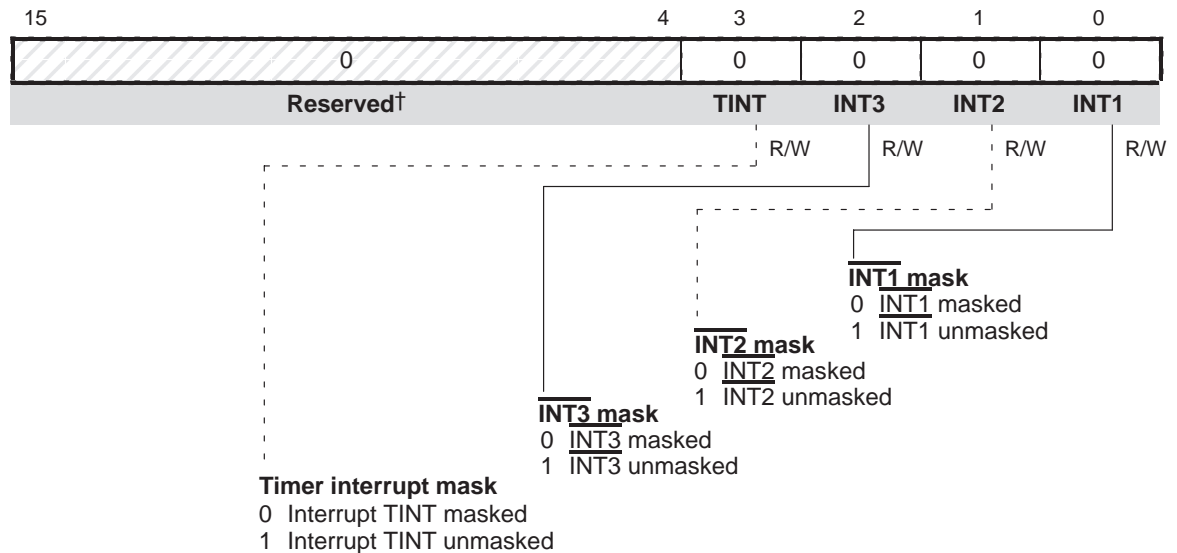 15 4 3 2 1 0
0 0 0 0 0
Reserved† TINT INT3 INT2 INT1
R/W R/W R/W R/W
INT1 mask
0 INT1 masked
1 INT1 unmasked
INT2 mask
0 INT2 masked
1 INT2 unmasked
INT3 mask
0 INT3 masked
1 INT3 unmasked
Timer interrupt mask
0 Interrupt TINT masked
1 Interrupt TINT unmasked